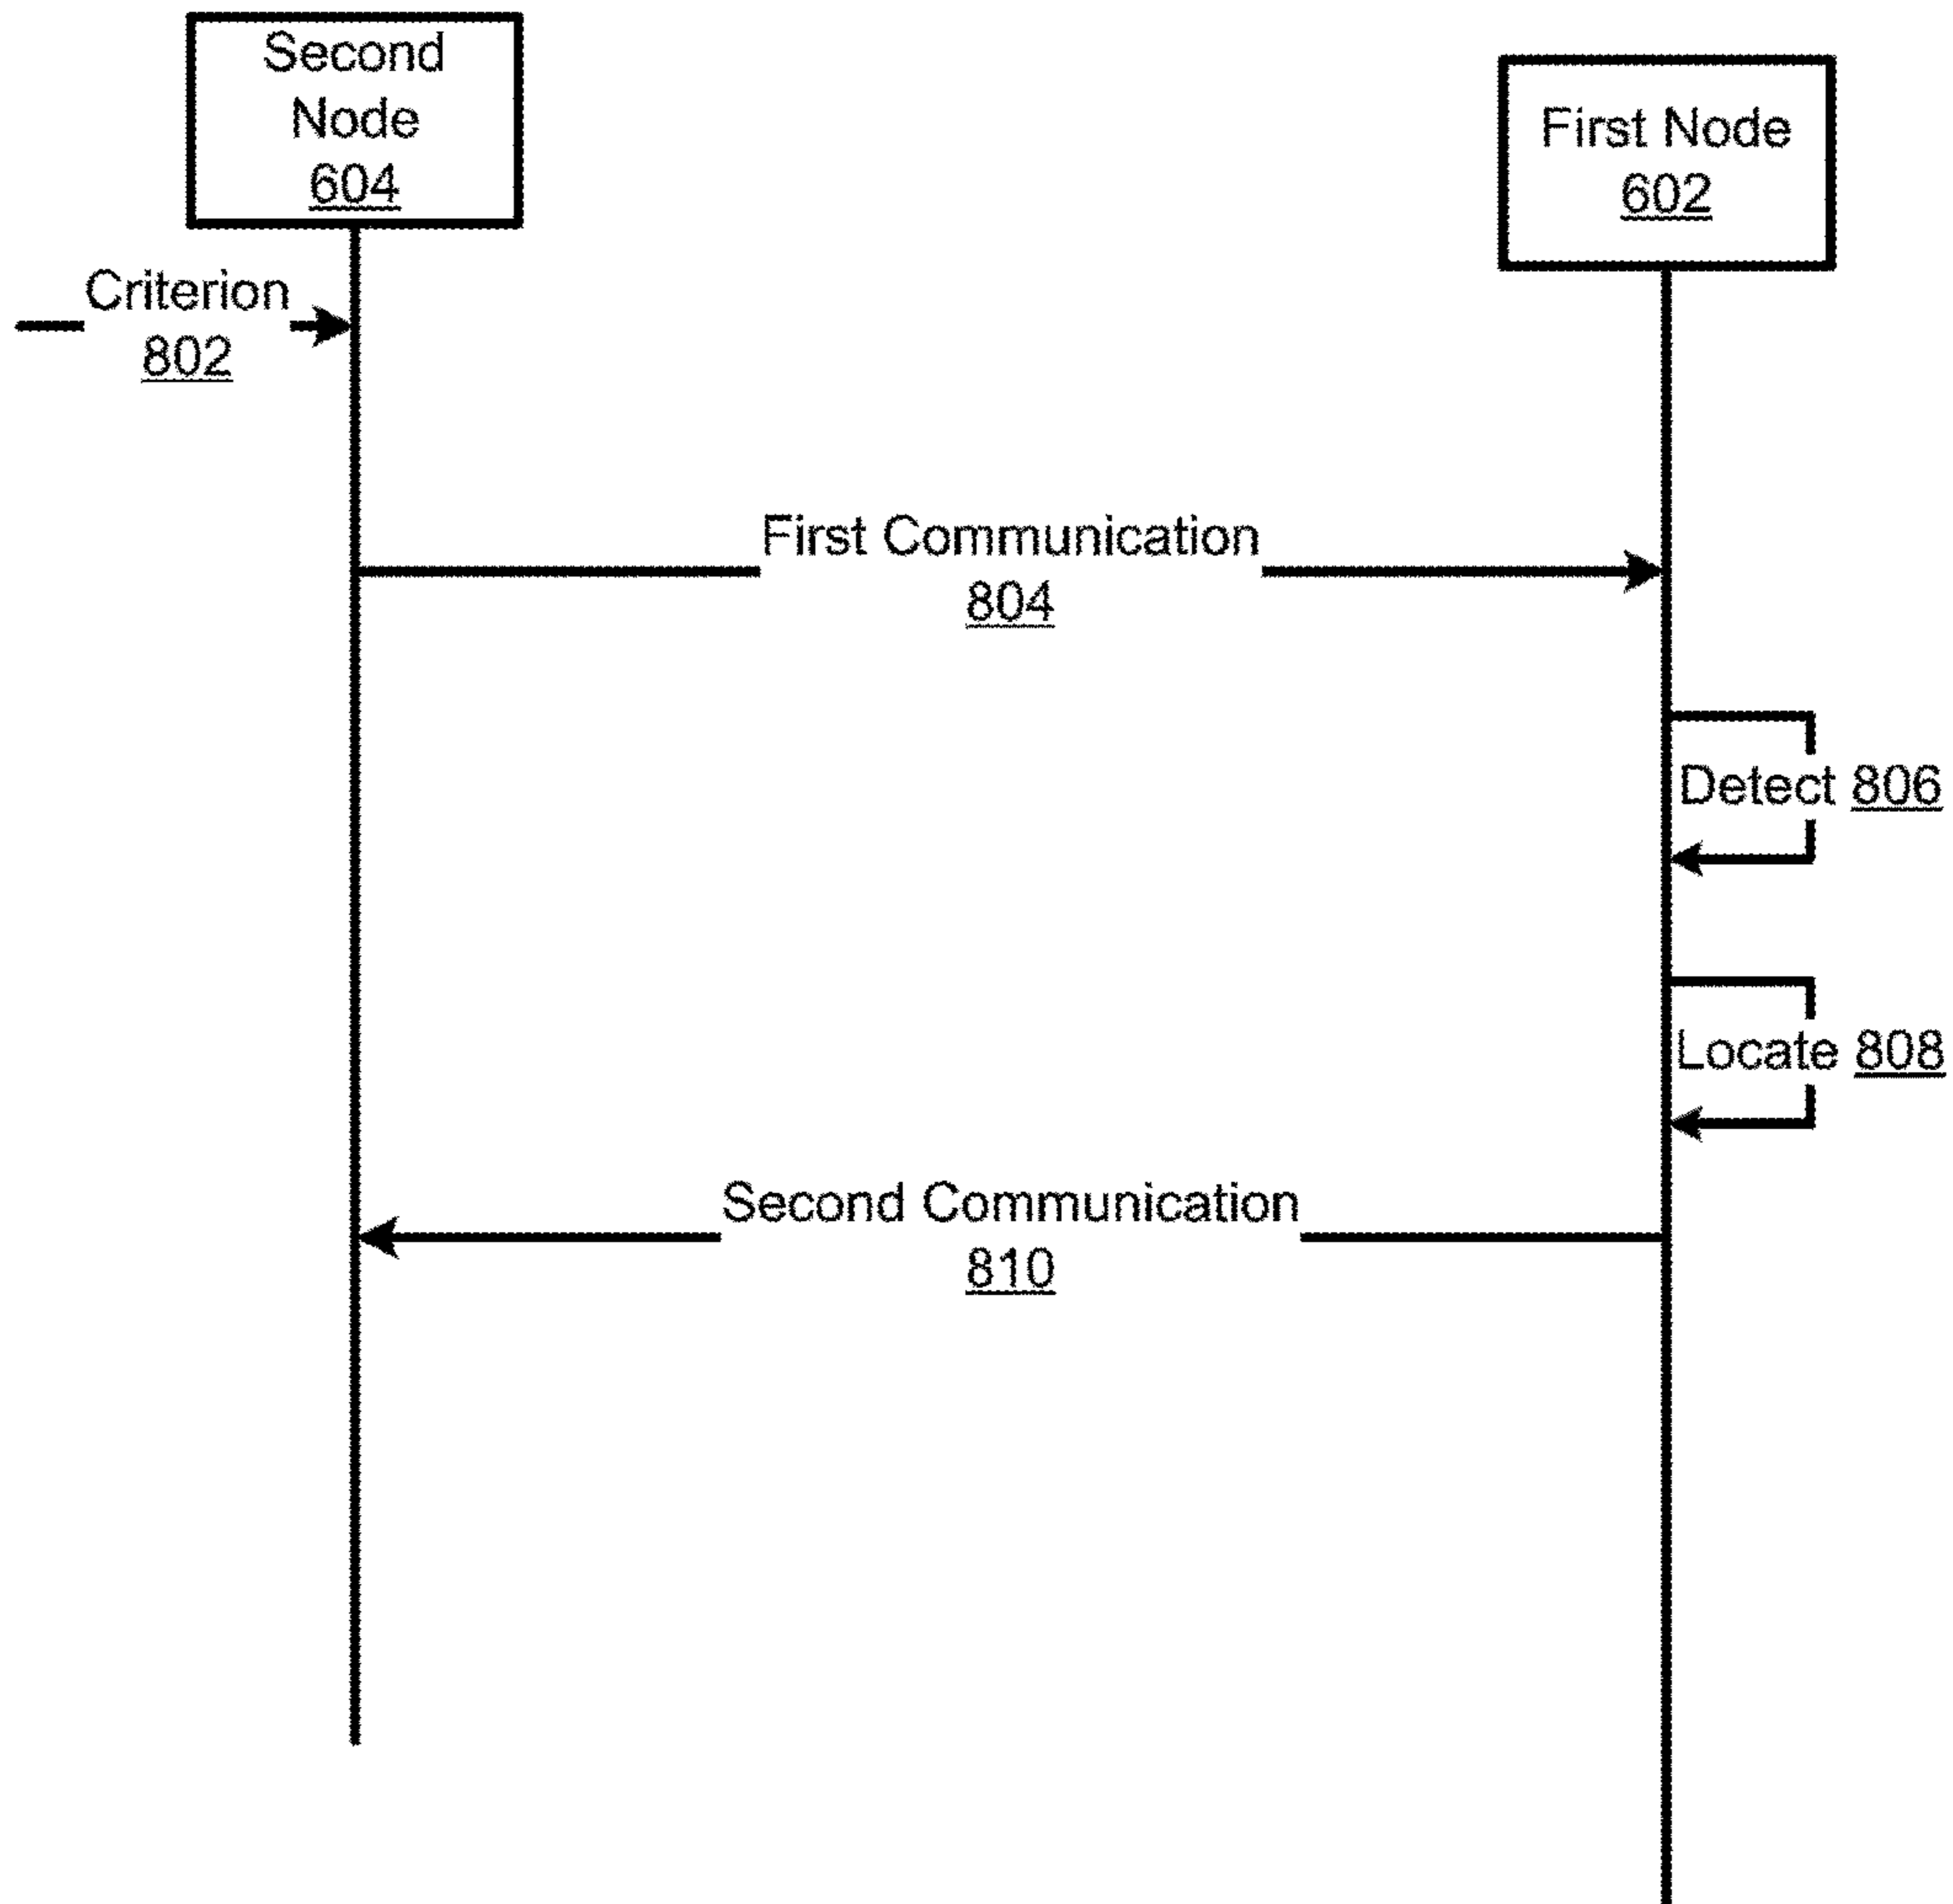 Second
Node
604
First Node
602
Criterion
802
First Communication
804
Detect 806
Locate 808
Second Communication
810